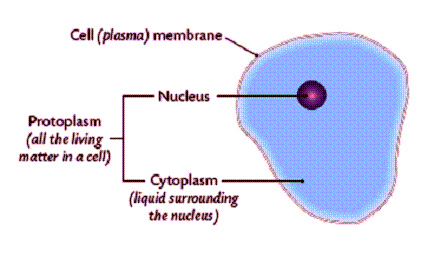 Cell (plasma) membrane
Nucleus
Protoplasm
(all the living
matter in a cell)
Cytoplasm
(liquid surrounding
the nucleus)